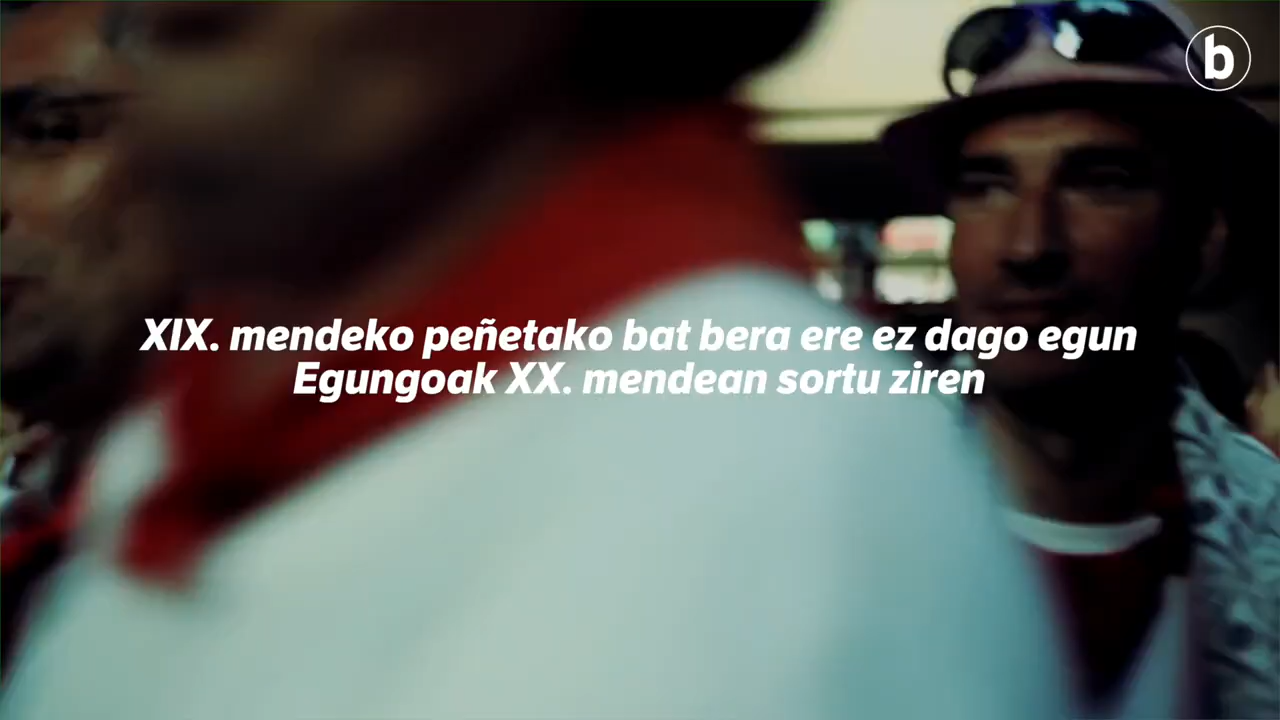 b
XIX. mendeko peñetako bat bera ere ez dago egun
Egungoak XX. mendean sortu ziren